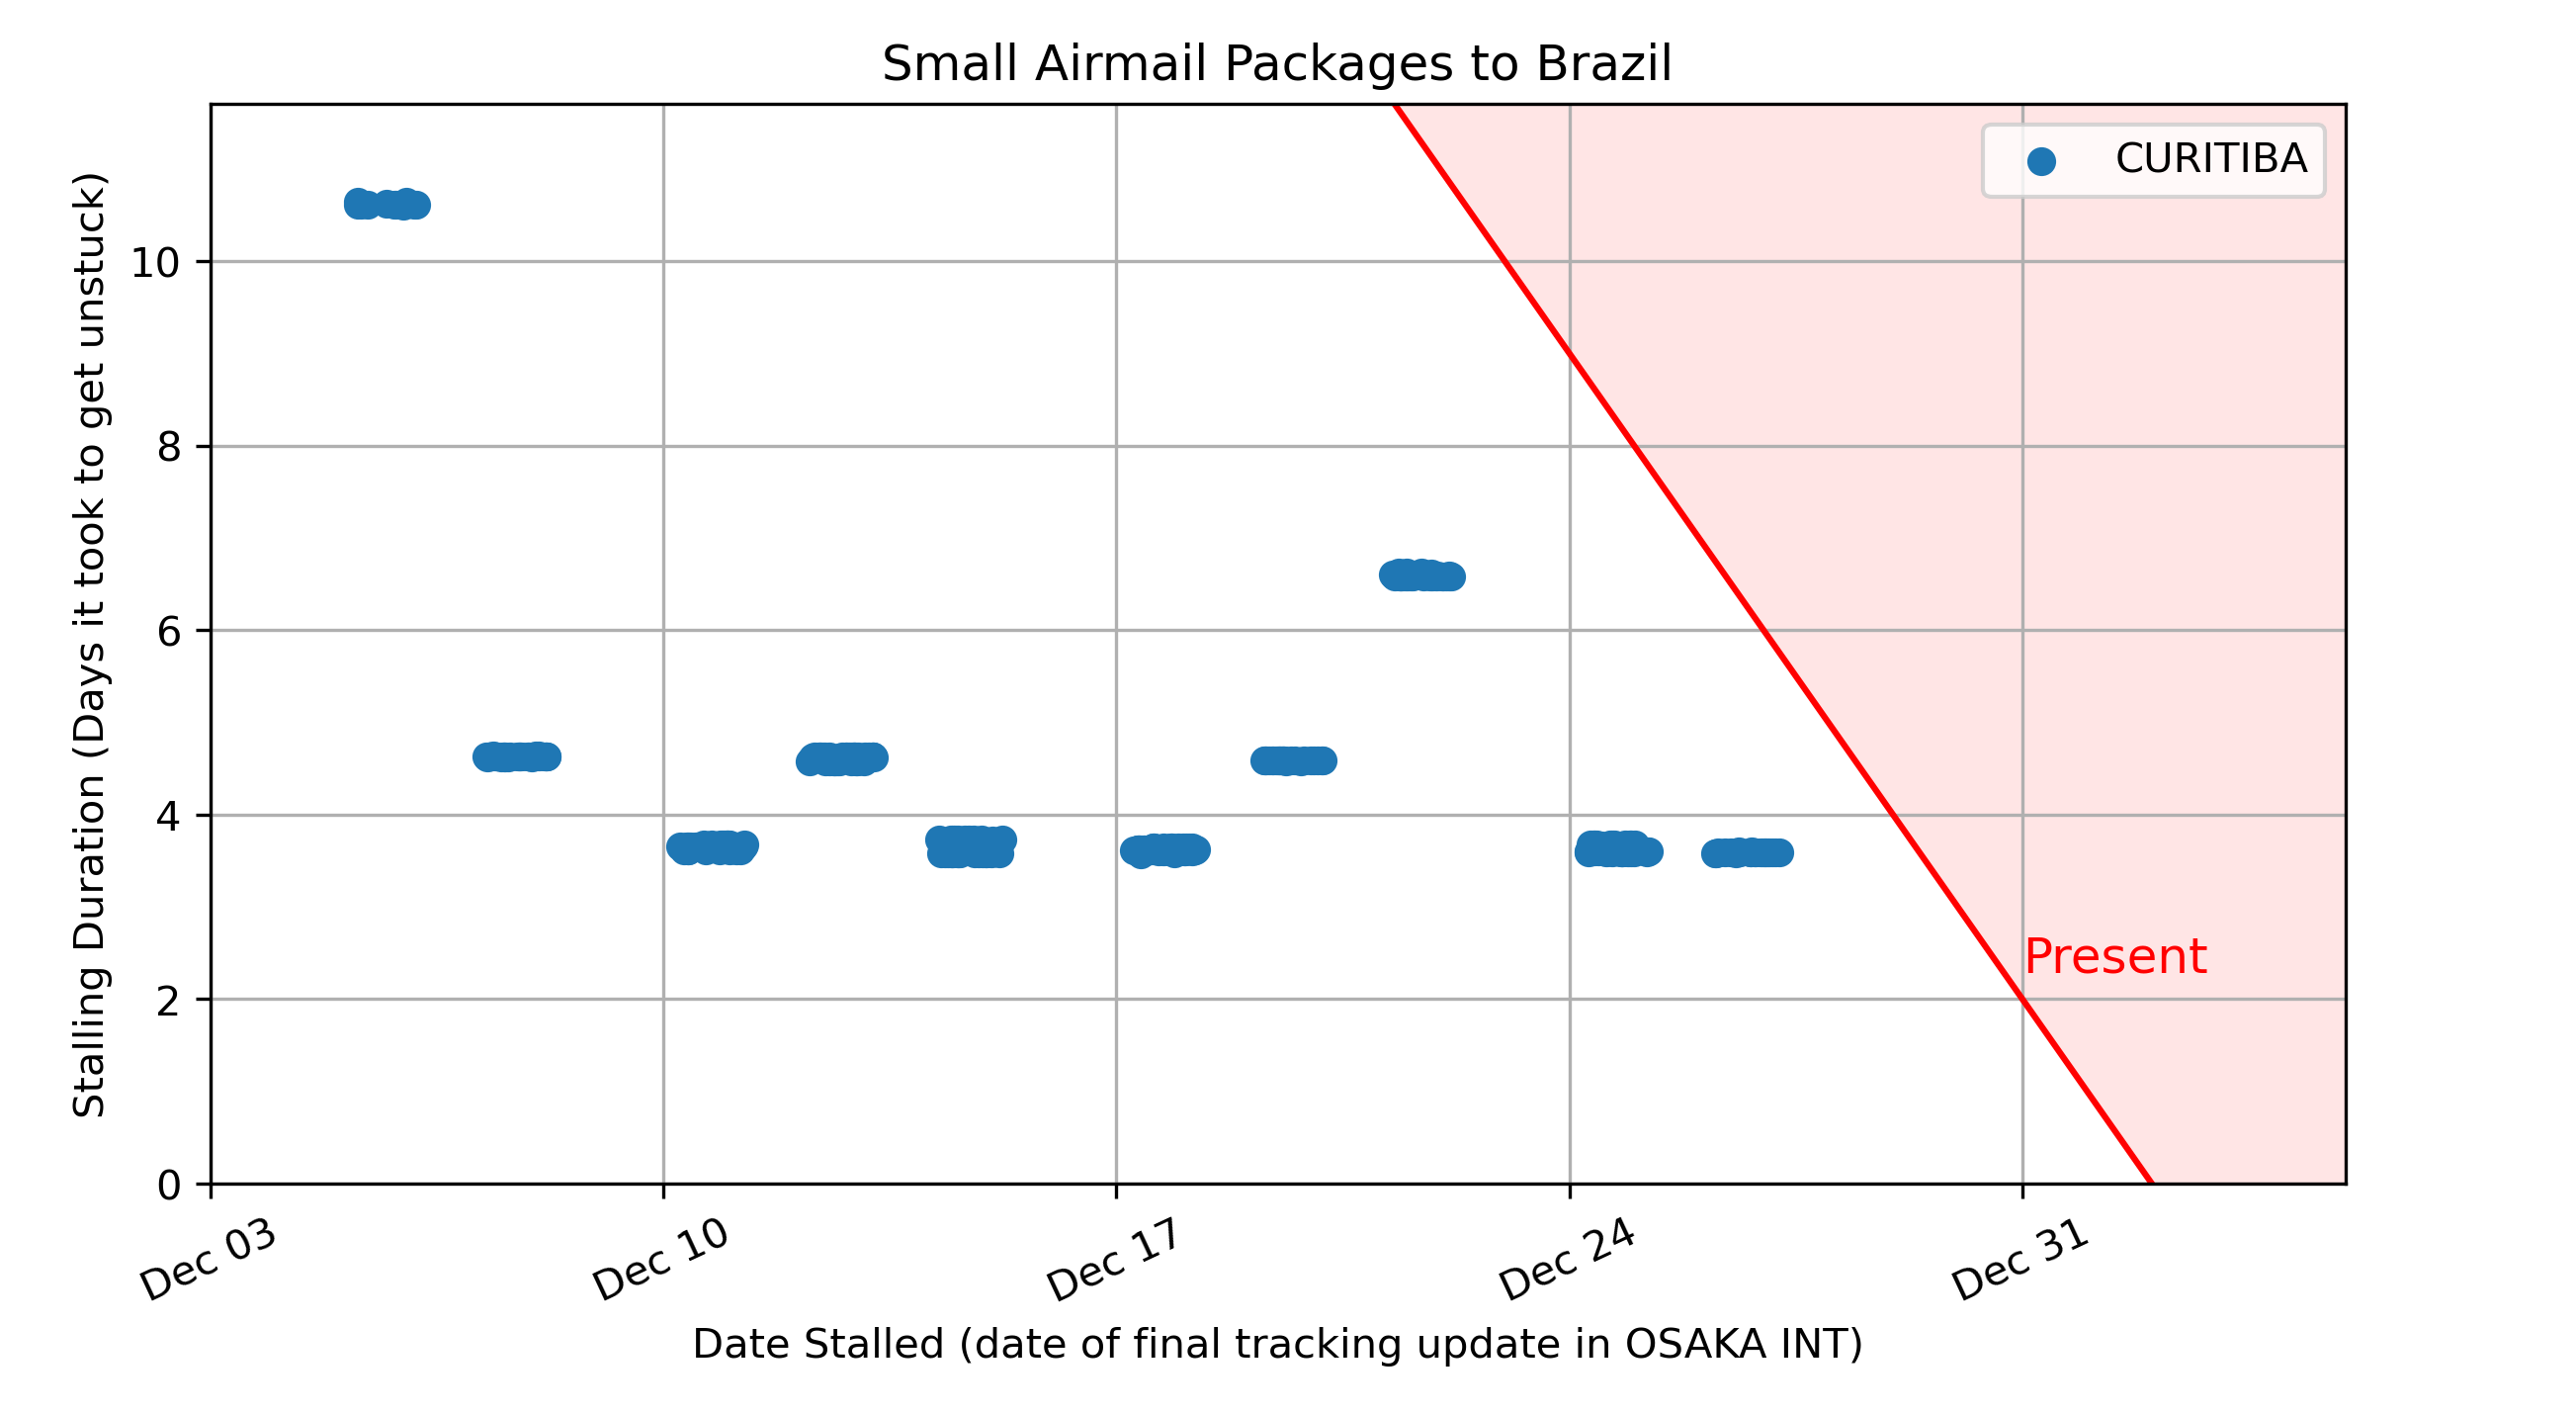 Small Airmail Packages to Brazil
CURITIBA
Stalling Duration (Days it took to get unstuck)
10
8
6
4
2
0
Present
Dec 03
Dec 10
Dec 17
Dec 24
Dec 31
Date Stalled (date of final tracking update in OSAKA INT)